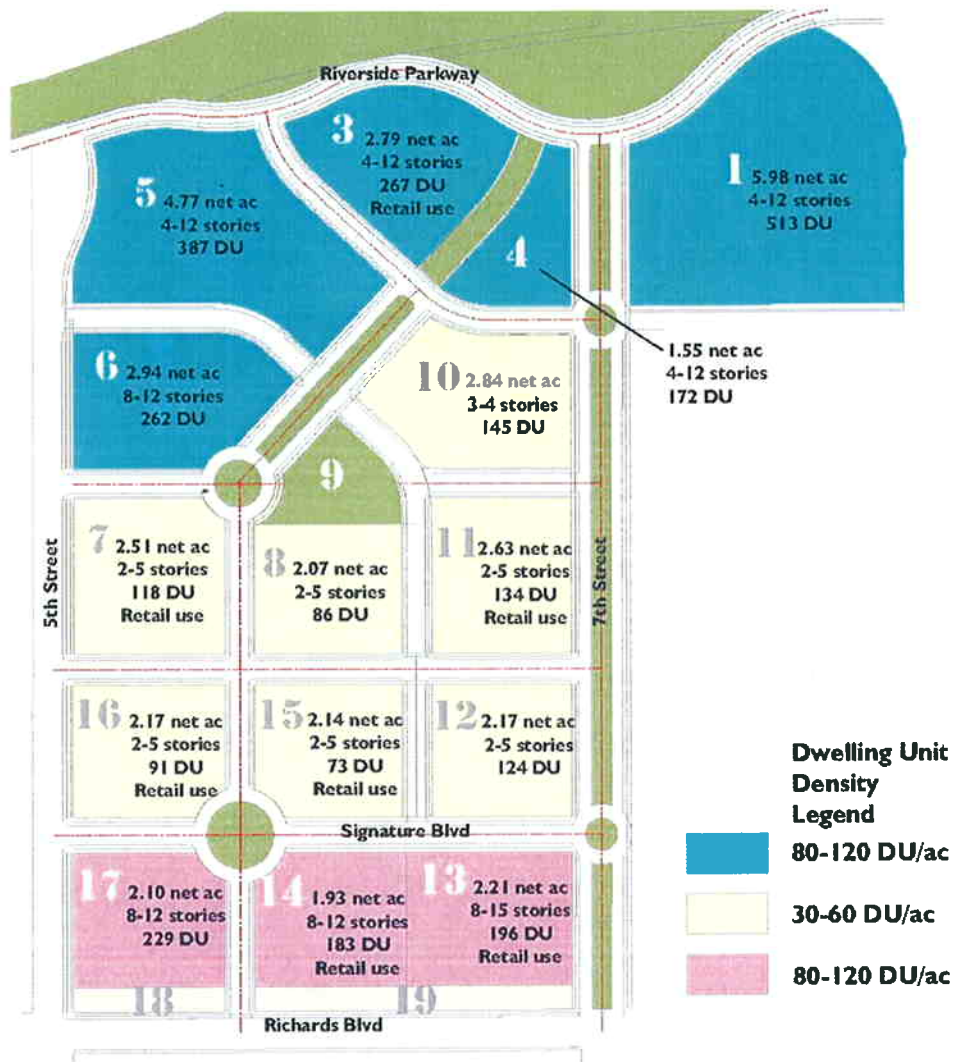 Riverside Parkway
3
2.79 net ac
4-12 stories
267 DU
Retail use
1
5.98 net ac
4-12 stories
513 DU
5
4.77 net ac
4-12 stories
387 DU
4
1.55 net ac
4-12 stories
172 DU
6
2.94 net ac
8-12 stories
262 DU
10
2.84 net ac
3-4 stories
145 DU
9
5th Street
7
2.51 net ac
2-5 stories
118 DU
Retail use
8
2.07 net ac
2-5 stories
86 DU
11
2.63 net ac
2-5 stories
134 DU
Retail use
7th Street
16
2.17 net ac
2-5 stories
91 DU
Retail use
15
2.14 net ac
2-5 stories
73 DU
Retail use
12
2.17 net ac
2-5 stories
124 DU
Signature Blvd
17
2.10 net ac
8-12 stories
229 DU
14
1.93 net ac
8-12 stories
183 DU
Retail use
13
2.21 net ac
8-15 stories
196 DU
Retail use
18
19
Richards Blvd
Dwelling Unit
Density
Legend
80-120 DU/ac
30-60 DU/ac
80-120 DU/ac